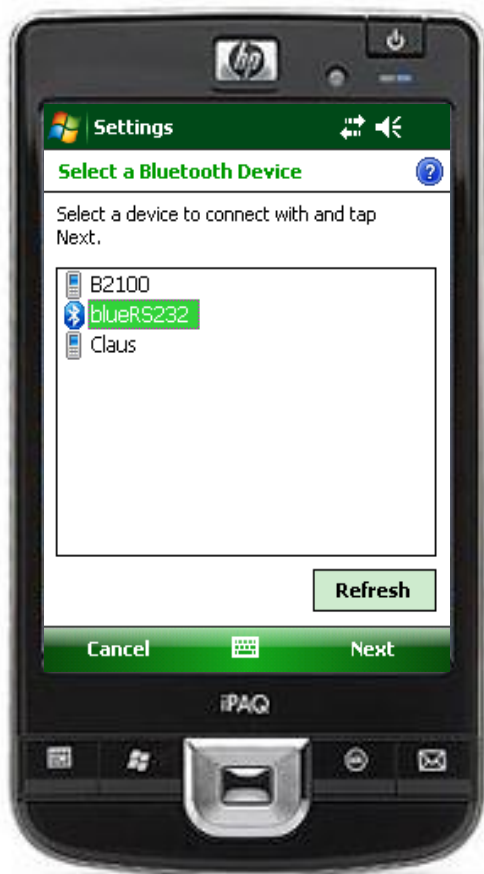 hp
Settings
Select a Bluetooth Device
?
Select a device to connect with and tap
Next.
B2100
blueRS232
Claus
Refresh
Cancel
Next
iPAQ